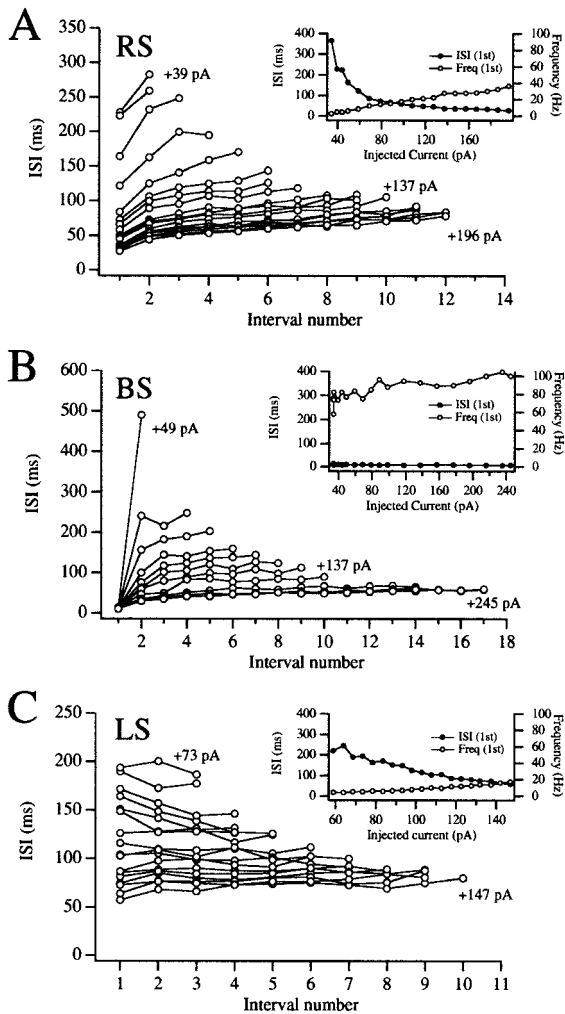 A
RS
350
300
250
200
150
100
50
0
ISI (ms)
2 4 6 8 10 12 14
Interval number
+39 pA
+137 pA
+196 pA
400
300
200
100
0
ISI (ms)
ISI (1st)
Freq (1st)
100
80
60
40
20
0
Frequency (Hz)
40 80 120 160
Injected Current (pA)
B
BS
600
500
400
300
200
100
0
ISI (ms)
2 4 6 8 10 12 14 16 18
Interval number
+49 pA
+137 pA
+245 pA
400
300
200
100
0
ISI (ms)
ISI (1st)
Freq (1st)
100
80
60
40
20
0
Frequency (Hz)
40 80 120 160 200 240
Injected Current (pA)
C
LS
250
200
150
100
50
0
ISI (ms)
1 2 3 4 5 6 7 8 9 10 11
Interval number
+73 pA
+147 pA
400
300
200
100
0
ISI (ms)
ISI (1st)
Freq (1st)
100
80
60
40
20
0
Frequency (Hz)
60 80 100 120 140
Injected current (pA)